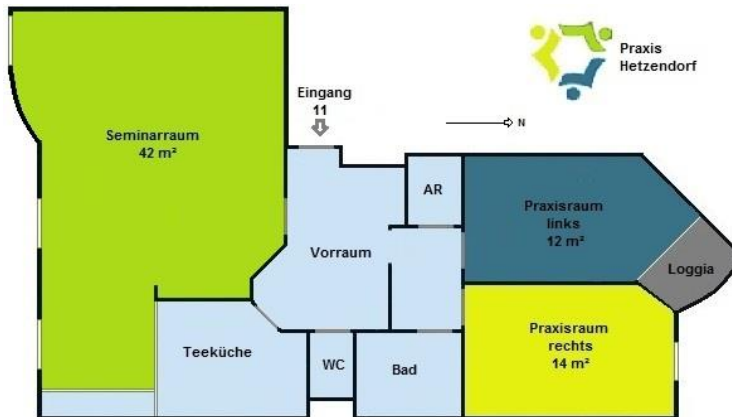 Praxis
Hetzendorf
Eingang
11
N
Seminarraum
42 m²
AR
Praxisraum
links
12 m²
Vorraum
Loggia
Praxisraum
rechts
14 m²
Teeküche
WC
Bad